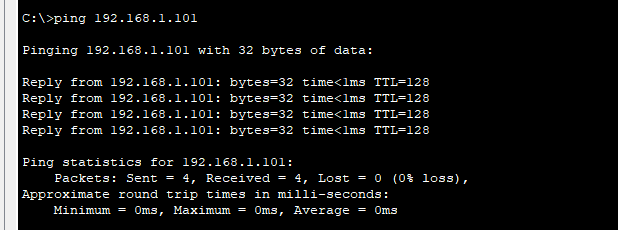 C:\>ping 192.168.1.101
Pinging 192.168.1.101 with 32 bytes of data:
Reply from 192.168.1.101: bytes=32 time<1ms TTL=128
Reply from 192.168.1.101: bytes=32 time<1ms TTL=128
Reply from 192.168.1.101: bytes=32 time<1ms TTL=128
Reply from 192.168.1.101: bytes=32 time<1ms TTL=128
Ping statistics for 192.168.1.101:
Packets: Sent = 4, Received = 4, Lost = 0 (0% loss),
Approximate round trip times in milli-seconds:
Minimum = 0ms, Maximum = 0ms, Average = 0ms